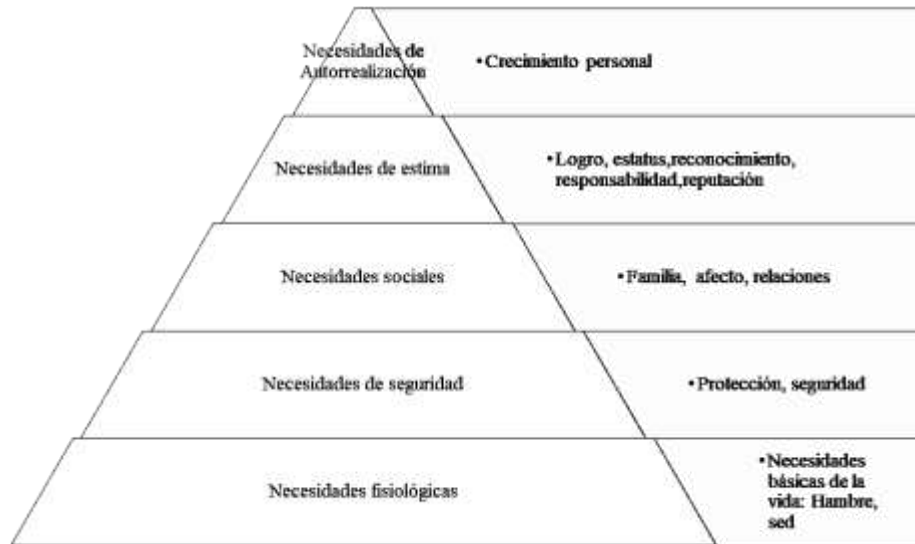 Necesidades de
Autorrealización
•Crecimiento personal
Necesidades de estima
•Logro, estatus,reconocimiento,
responsabilidad,reputación
Necesidades sociales
•Familia, afecto, relaciones
Necesidades de seguridad
•Protección, seguridad
Necesidades fisiológicas
•Necesidades
básicas de la
vida: Hambre,
sed